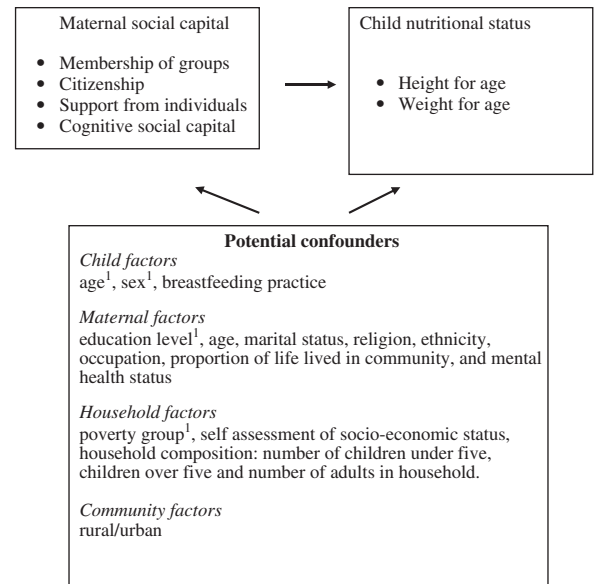 Maternal social capital
• Membership of groups
• Citizenship
• Support from individuals
• Cognitive social capital
Child nutritional status
• Height for age
• Weight for age
Potential confounders
Child factors
age¹, sex¹, breastfeeding practice
Maternal factors
education level¹, age, marital status, religion, ethnicity,
occupation, proportion of life lived in community, and mental
health status
Household factors
poverty group¹, self assessment of socio-economic status,
household composition: number of children under five,
children over five and number of adults in household.
Community factors
rural/urban